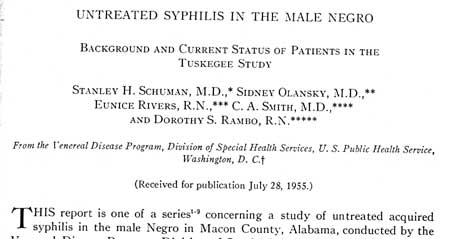 UNTREATED SYPHILIS IN THE MALE NEGRO
BACKGROUND AND CURRENT STATUS OF PATIENTS IN THE
TUSKEGEE STUDY
STANLEY H. SCHUMAN, M.D.,* SIDNEY OLANSKY, M.D.,**
EUNICE RIVERS, R.N.,*** C. A. SMITH, M.D.,****
AND DOROTHY S. RAMBO, R.N.*****
From the Venereal Disease Program, Division of Special Health Services, U. S. Public Health Service,
Washington, D. C.†
(Received for publication July 28, 1955.)
THIS report is one of a series¹⁻⁹ concerning a study of untreated acquired
syphilis in the male Negro in Macon County, Alabama, conducted by the